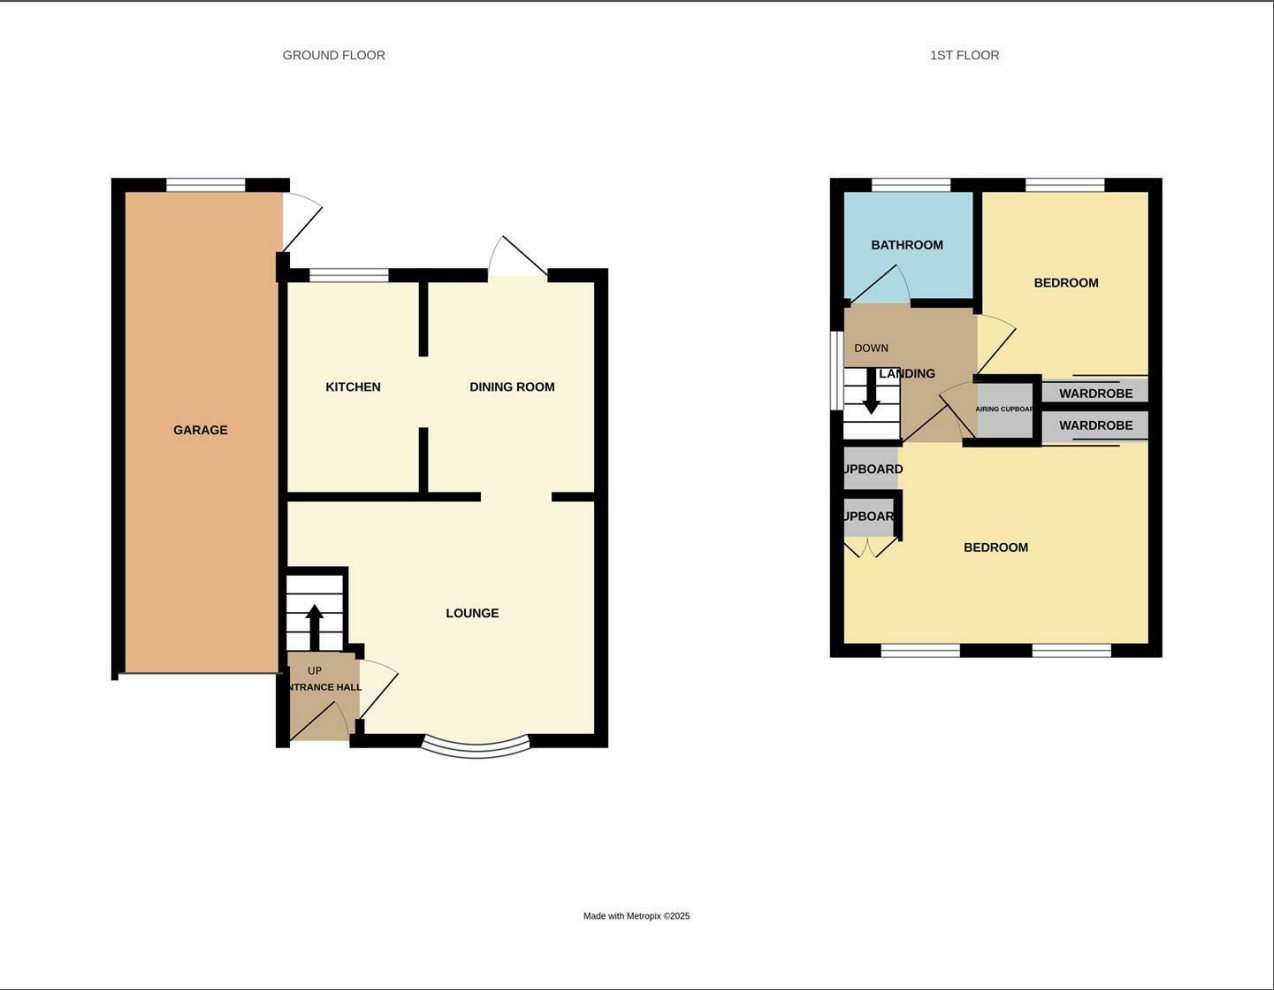 GROUND FLOOR
1ST FLOOR
BATHROOM
BEDROOM
DOWN
LANDING
KITCHEN
DINING ROOM
WARDROBE
AIRING CUPBOAR
WARDROBE
GARAGE
UPBOARD
UPBOAR
BEDROOM
LOUNGE
UP
NTRANCE HALL
Made with Metropix ©2025